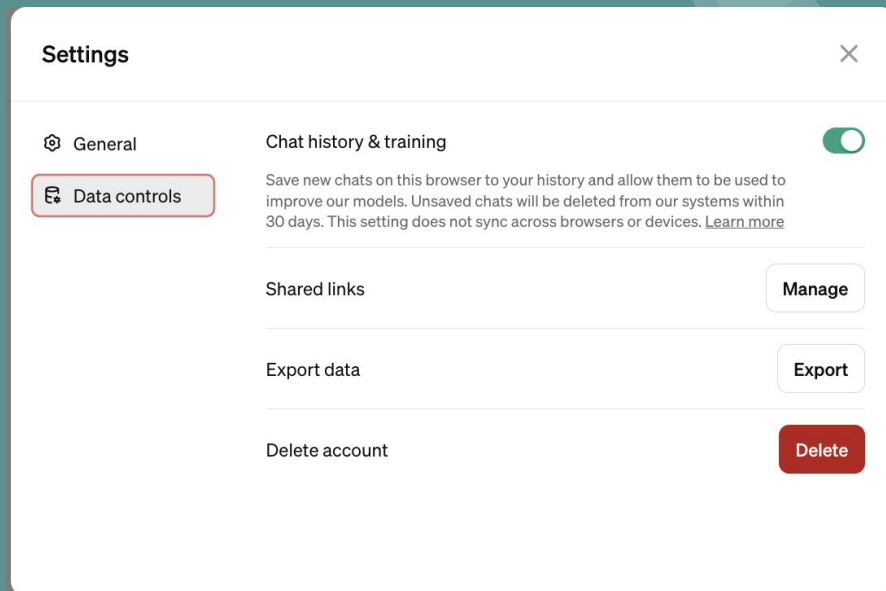 Settings
General
Data controls
Chat history & training
Save new chats on this browser to your history and allow them to be used to
improve our models. Unsaved chats will be deleted from our systems within
30 days. This setting does not sync across browsers or devices. Learn more
Shared links
Manage
Export data
Export
Delete account
Delete